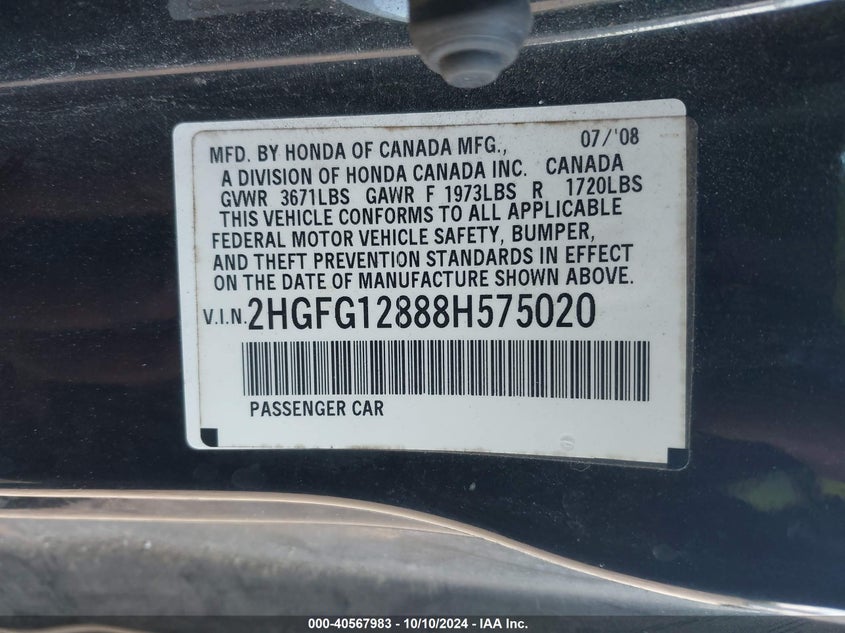 07/'08
MFD. BY HONDA OF CANADA MFG.,
A DIVISION OF HONDA CANADA INC. CANADA
GVWR 3671LBS GAWR F 1973LBS R 1720LBS
THIS VEHICLE CONFORMS TO ALL APPLICABLE
FEDERAL MOTOR VEHICLE SAFETY, BUMPER,
AND THEFT PREVENTION STANDARDS IN EFFECT
ON THE DATE OF MANUFACTURE SHOWN ABOVE.
V.I.N. 2HGFG12888H575020
PASSENGER CAR
000-40567983 - 10/10/2024 - IAA Inc.